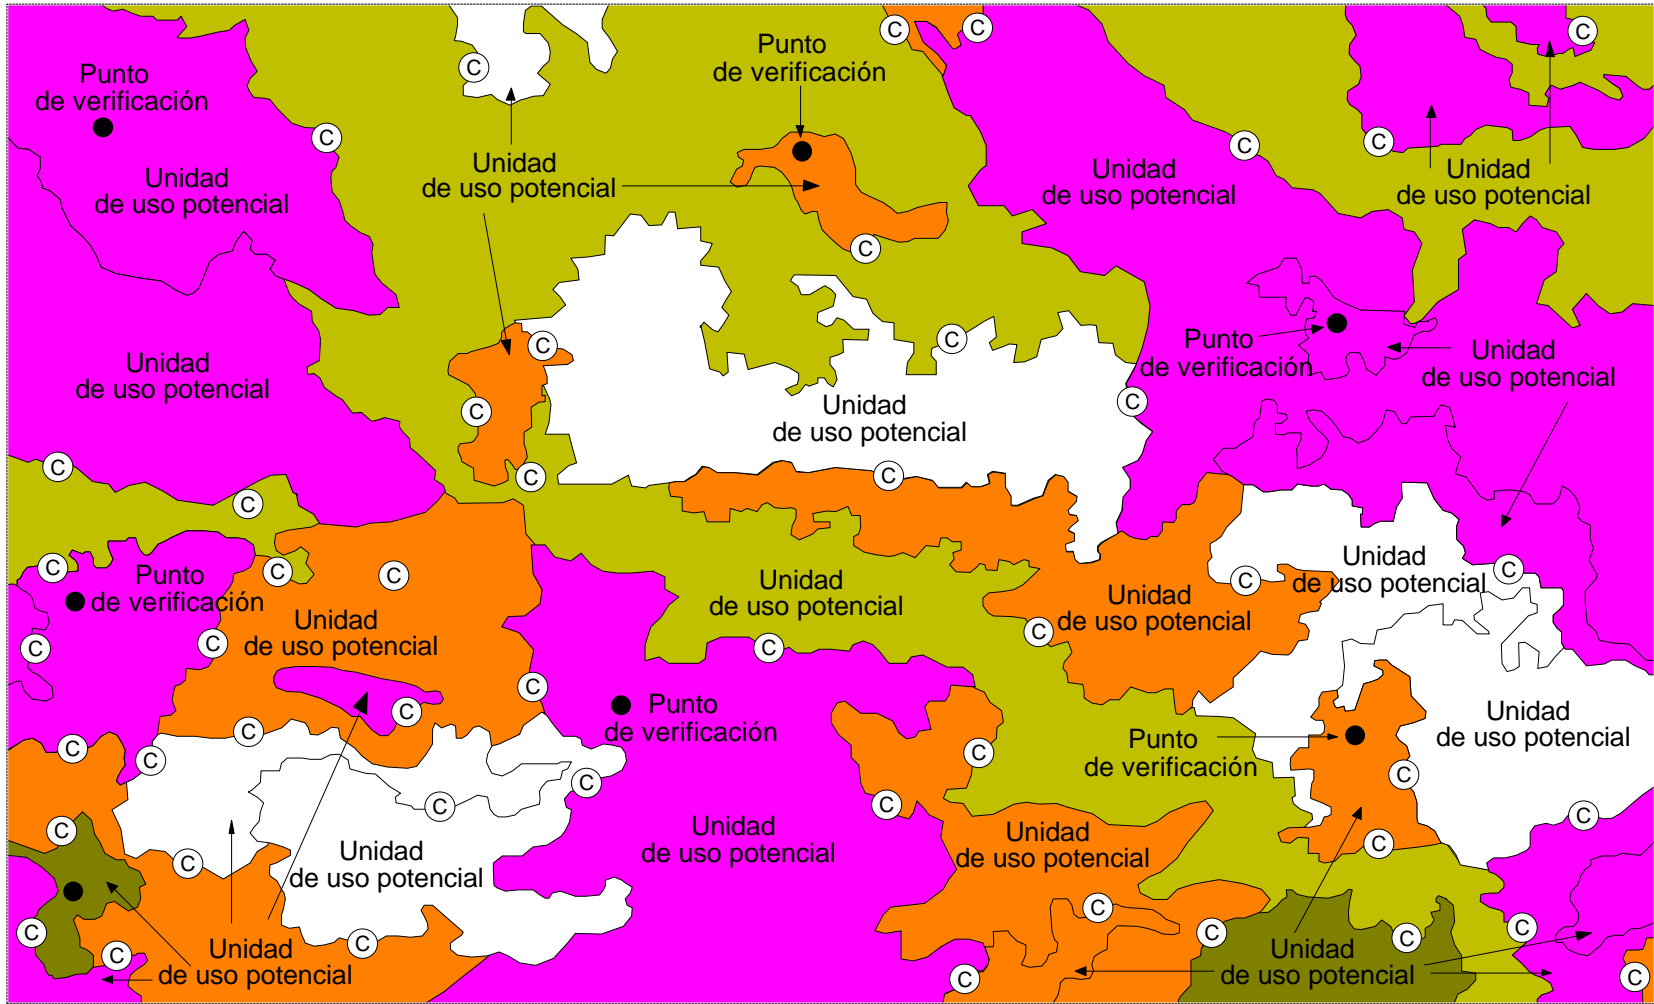 C
C
C
Punto
de verificación
C
Punto
de verificación
C
C
C
Unidad
de uso potencial
Unidad
de uso potencial
Unidad
de uso potencial
Unidad
de uso potencial
C
C
Punto
de verificación
Unidad
de uso potencial
Unidad
de uso potencial
C
C
Unidad
de uso potencial
C
C
C
C
C
Unidad
de uso potencial
C
C
C
Punto
de verificación
C
Unidad
de uso potencial
C
Unidad
de uso potencial
Unidad
de uso potencial
C
C
C
C
C
C
Punto
de verificación
C
Unidad
de uso potencial
C
C
Punto
de verificación
C
C
C
C
C
C
C
C
Unidad
de uso potencial
Unidad
de uso potencial
C
C
Unidad
de uso potencial
C
C
C
C
Unidad
de uso potencial
C
C
Unidad
de uso potencial
C
C
C